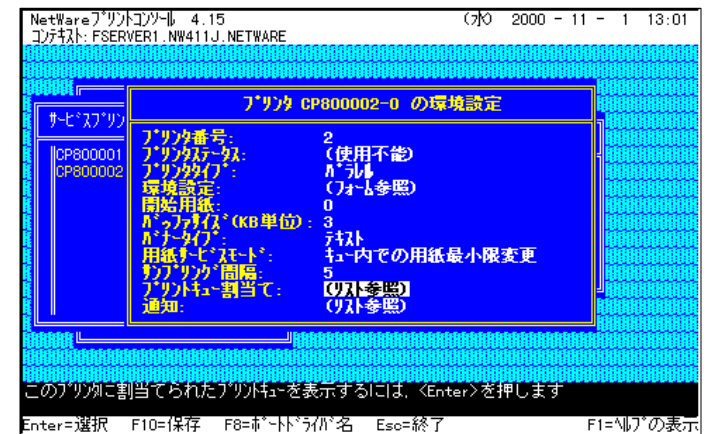 NetWareプリントコンソール 4.15 (水) 2000 - 11 - 1 13:01
コンテキスト: FSERVER1.NW411J.NETWARE
プリンタ CP800002-0 の環境設定
サービスプリン
CP800001
CP800002
プリンタ番号: 2
プリンタステータス: (使用不能)
プリンタタイプ: パラレル
環境設定: (フォーム参照)
開始用紙: 0
バッファサイズ(KB単位): 3
バナータイプ: テキスト
用紙サービスモード: キュー内での用紙最小限変更
サンプリング間隔: 5
プリントキュー割当て: (リスト参照)
通知: (リスト参照)
このプリンタに割当てられたプリントキューを表示するには、<Enter>を押します
Enter=選択 F10=保存 F8=ポートドライバ名 Esc=終了 F1=ヘルプの表示